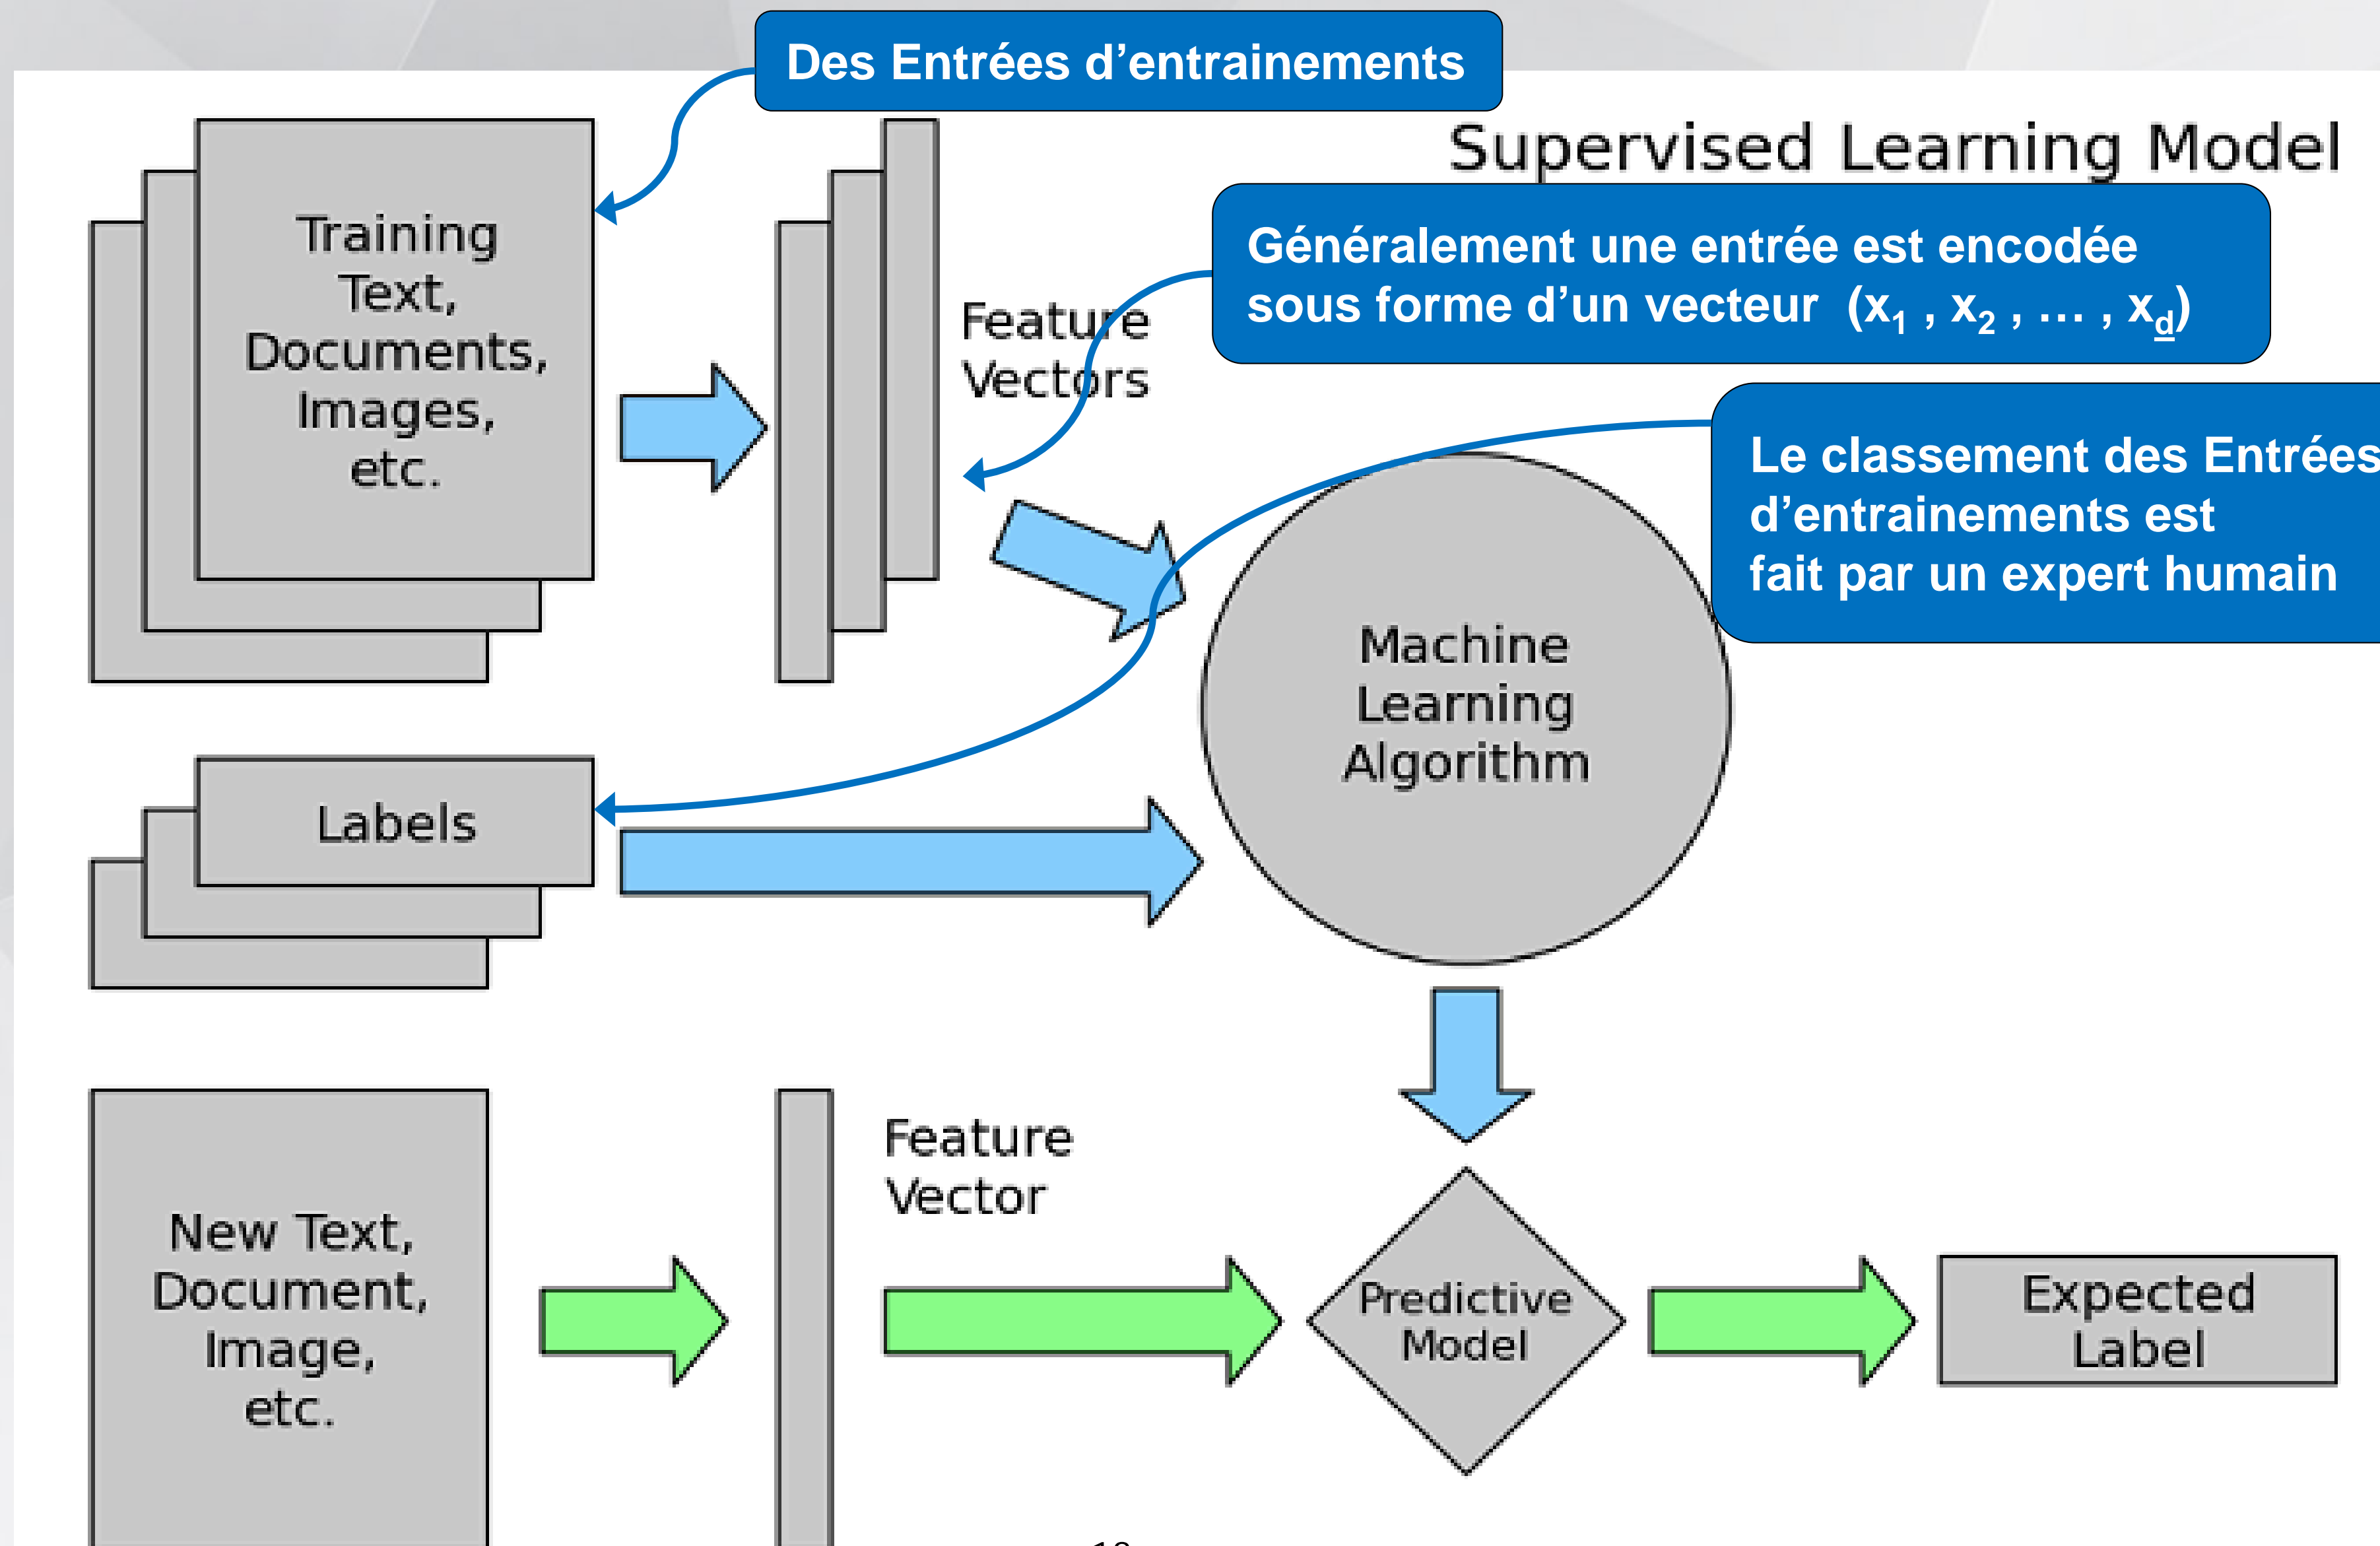 Des Entrées d’entrainements
Supervised Learning Model
Training
Text,
Documents,
Images,
etc.
Généralement une entrée est encodée
sous forme d’un vecteur (x₁ , x₂ , … , x_d)
Feature
Vectors
Le classement des Entrées
d’entrainements est
fait par un expert humain
Machine
Learning
Algorithm
Labels
Feature
Vector
New Text,
Document,
Image,
etc.
Predictive
Model
Expected
Label